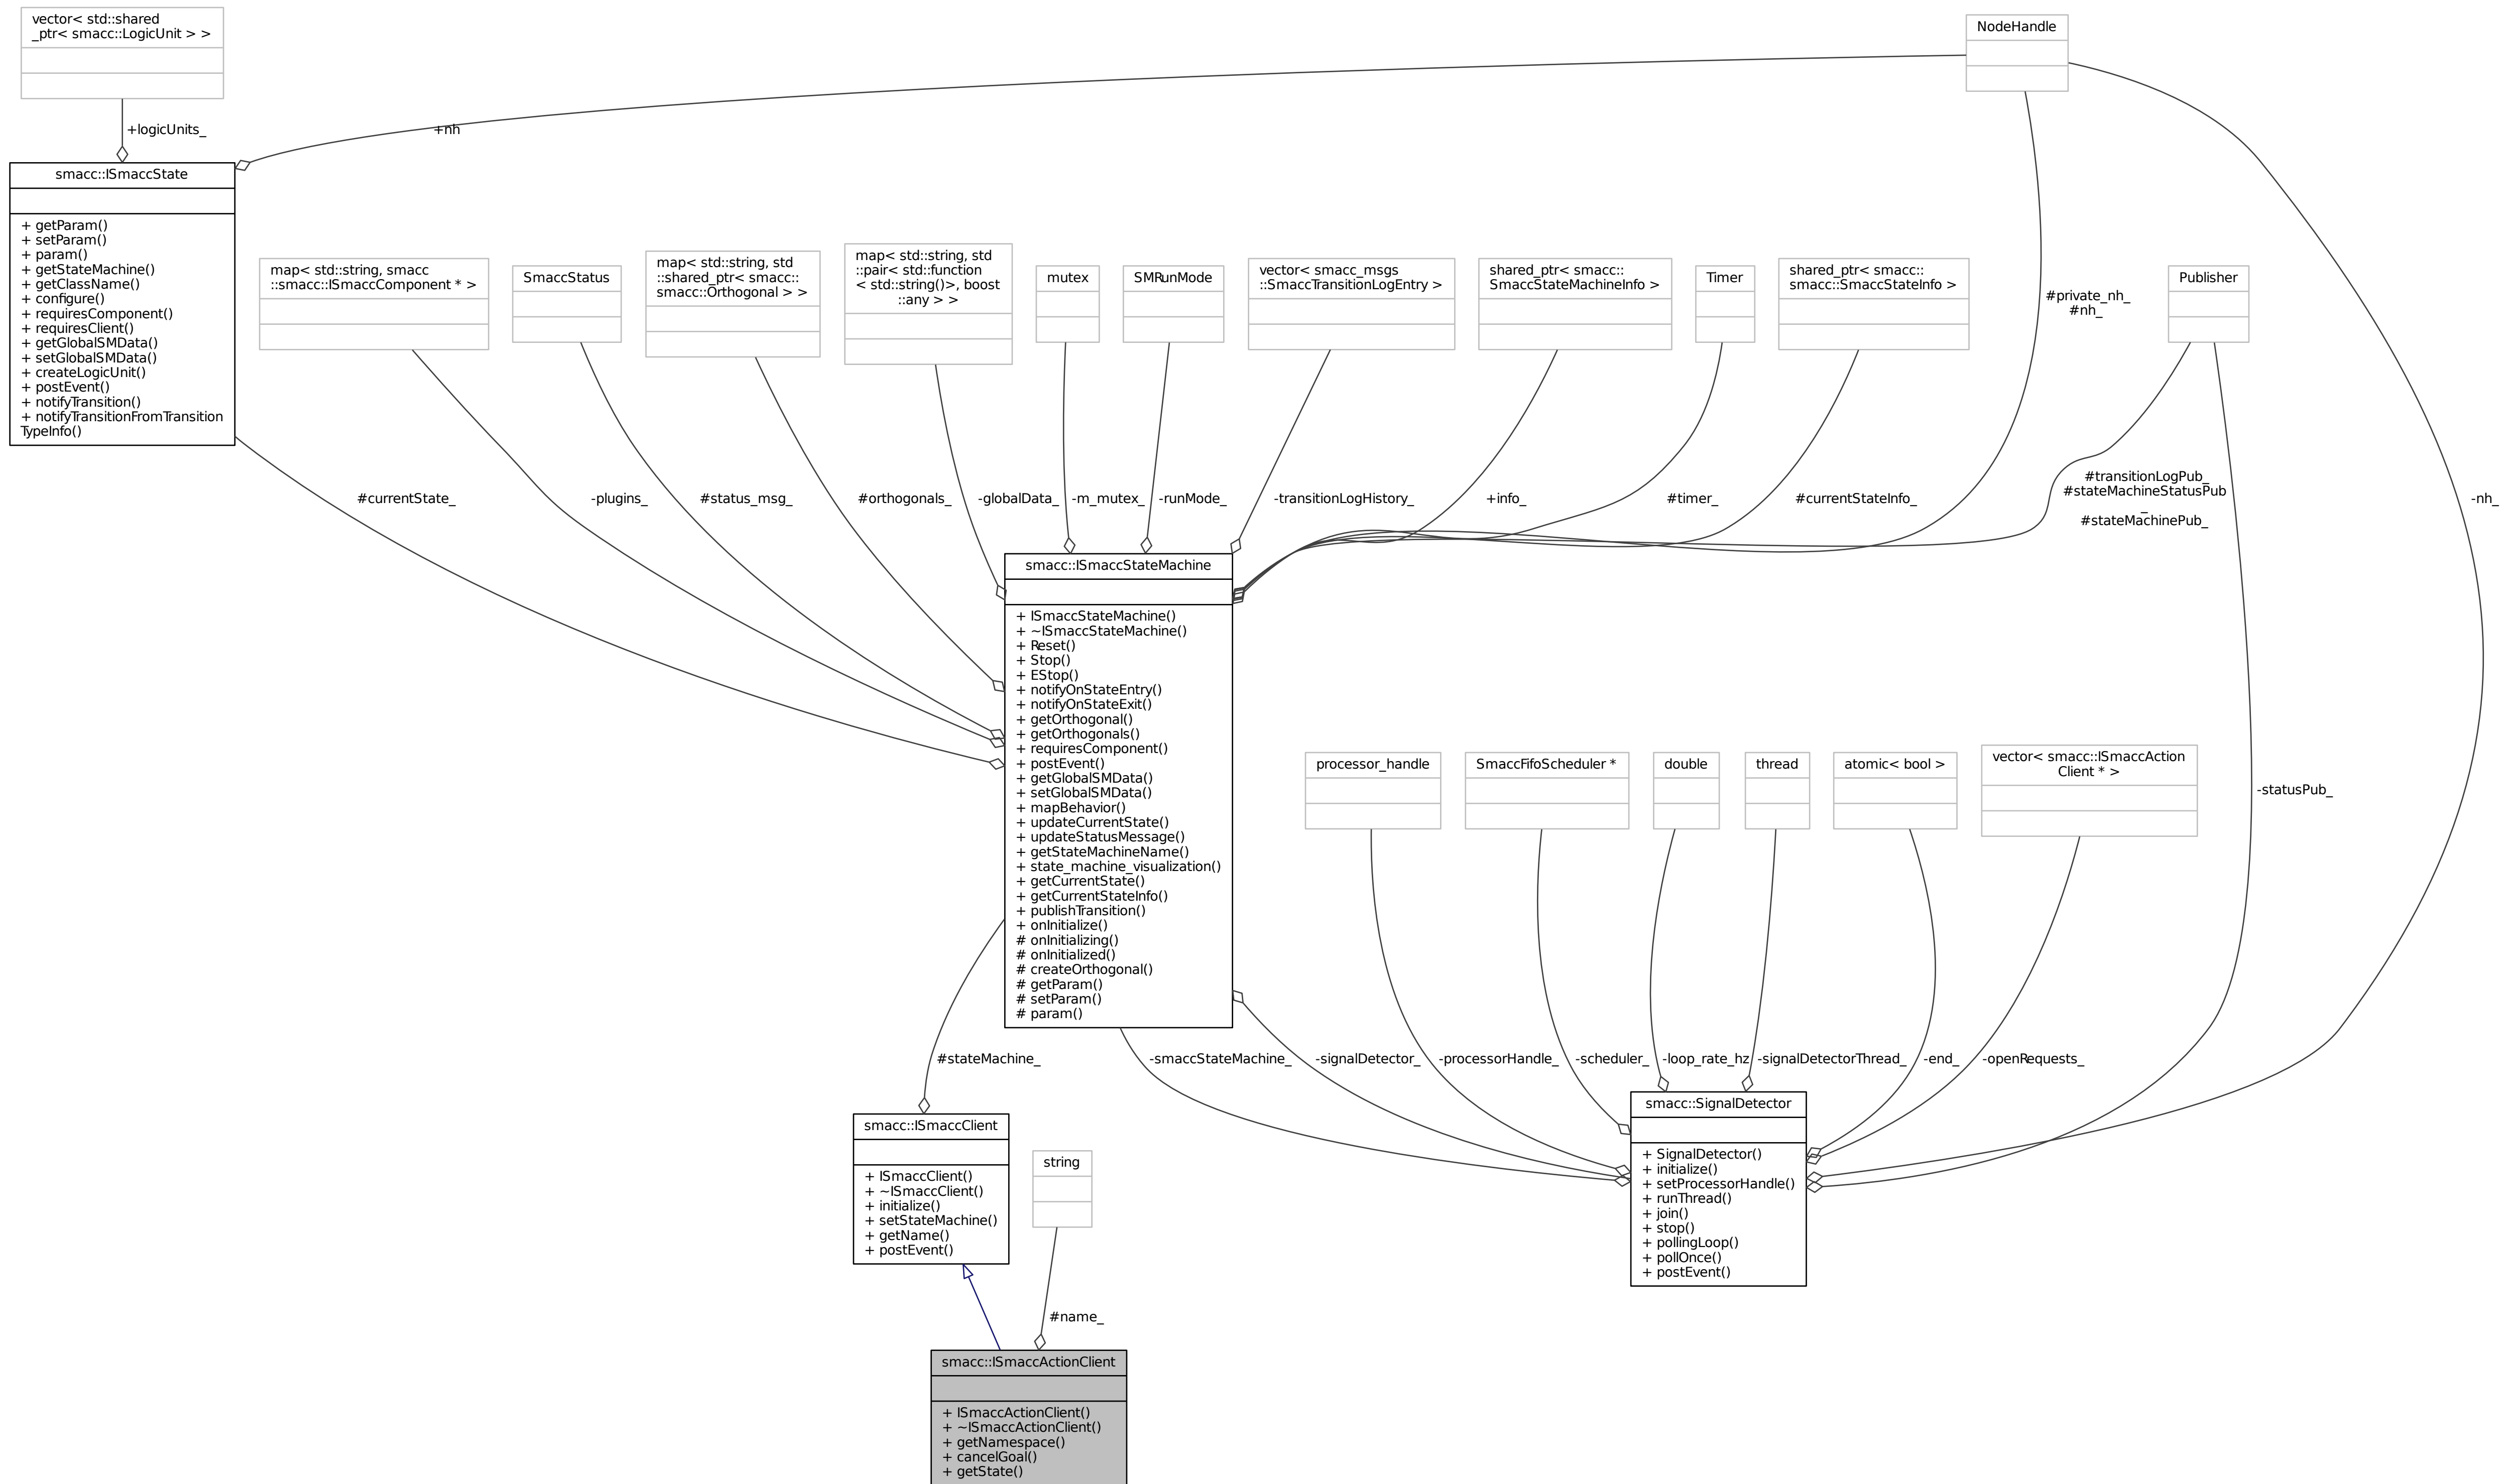 vector< std::shared
_ptr< smacc::LogicUnit > >
NodeHandle
+logicUnits_
+nh
smacc::ISmaccState
+ getParam()
+ setParam()
+ param()
+ getStateMachine()
+ getClassName()
+ configure()
+ requiresComponent()
+ requiresClient()
+ getGlobalSMData()
+ setGlobalSMData()
+ createLogicUnit()
+ postEvent()
+ notifyTransition()
+ notifyTransitionFromTransition
TypeInfo()
map< std::string, smacc
::smacc::ISmaccComponent * >
SmaccStatus
map< std::string, std
::shared_ptr< smacc::
smacc::Orthogonal > >
map< std::string, std
::pair< std::function
< std::string()>, boost
::any > >
mutex
SMRunMode
vector< smacc_msgs
::SmaccTransitionLogEntry >
shared_ptr< smacc::
SmaccStateMachineInfo >
Timer
shared_ptr< smacc::
smacc::SmaccStateInfo >
#private_nh_
#nh_
Publisher
#currentState_
-plugins_
#status_msg_
#orthogonals_
-globalData_
-m_mutex_
-runMode_
-transitionLogHistory_
+info_
#timer_
#currentStateInfo_
#transitionLogPub_
#stateMachineStatusPub
_
#stateMachinePub_
-nh_
smacc::ISmaccStateMachine
+ ISmaccStateMachine()
+ ~ISmaccStateMachine()
+ Reset()
+ Stop()
+ EStop()
+ notifyOnStateEntry()
+ notifyOnStateExit()
+ getOrthogonal()
+ getOrthogonals()
+ requiresComponent()
+ postEvent()
+ getGlobalSMData()
+ setGlobalSMData()
+ mapBehavior()
+ updateCurrentState()
+ updateStatusMessage()
+ getStateMachineName()
+ state_machine_visualization()
+ getCurrentState()
+ getCurrentStateInfo()
+ publishTransition()
+ onInitialize()
# onInitializing()
# onInitialized()
# createOrthogonal()
# getParam()
# setParam()
# param()
processor_handle
SmaccFifoScheduler *
double
thread
atomic< bool >
vector< smacc::ISmaccAction
Client * >
-statusPub_
#stateMachine_
-smaccStateMachine_
-signalDetector_
-processorHandle_
-scheduler_
-loop_rate_hz
-signalDetectorThread_
-end_
-openRequests_
smacc::ISmaccClient
+ ISmaccClient()
+ ~ISmaccClient()
+ initialize()
+ setStateMachine()
+ getName()
+ postEvent()
string
smacc::SignalDetector
+ SignalDetector()
+ initialize()
+ setProcessorHandle()
+ runThread()
+ join()
+ stop()
+ pollingLoop()
+ pollOnce()
+ postEvent()
#name_
smacc::ISmaccActionClient
+ ISmaccActionClient()
+ ~ISmaccActionClient()
+ getNamespace()
+ cancelGoal()
+ getState()